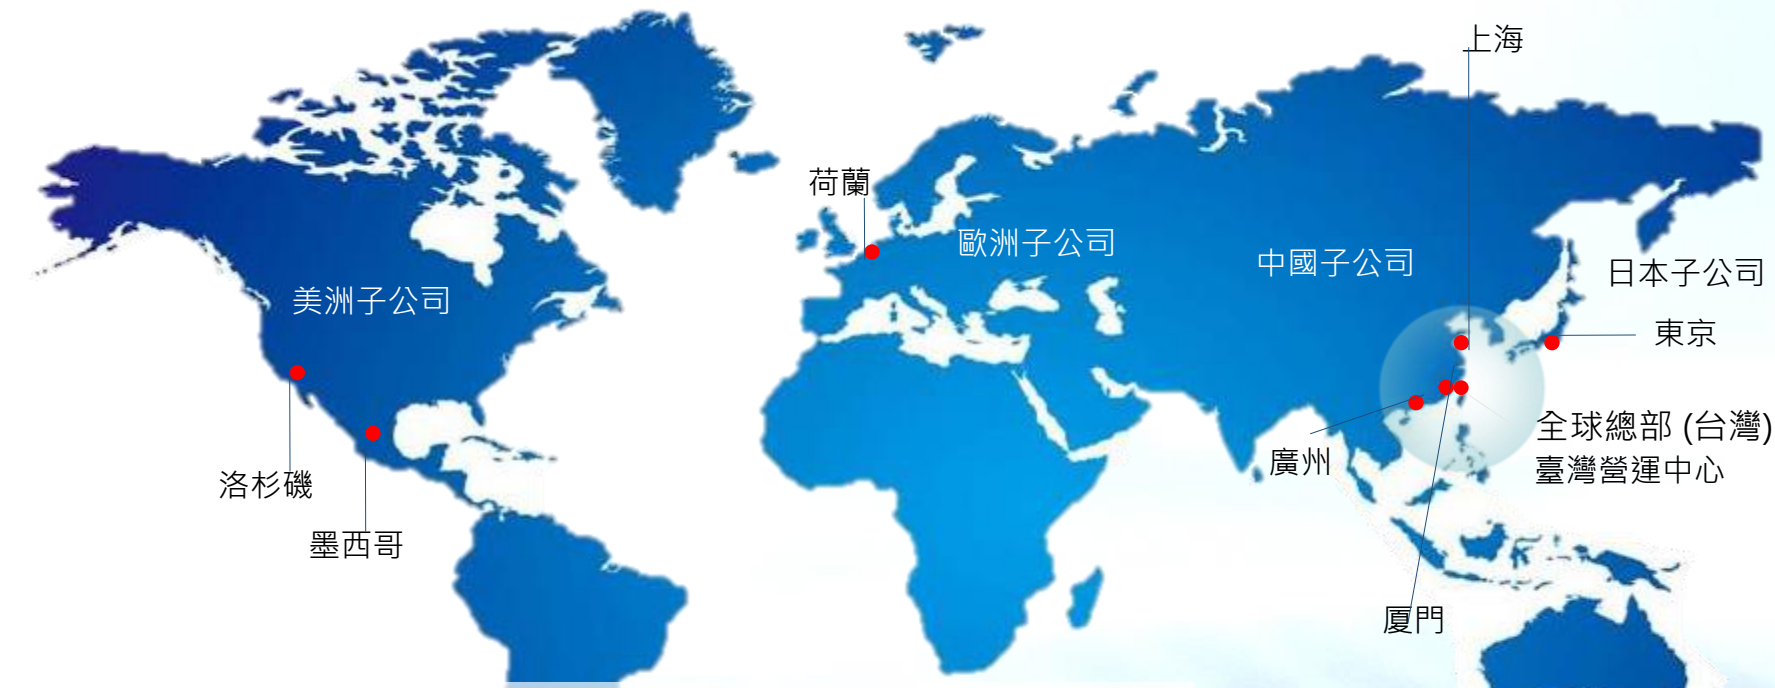 上海
荷蘭
歐洲子公司
中國子公司
日本子公司
美洲子公司
東京
全球總部 (台灣)
臺灣營運中心
廣州
洛杉磯
墨西哥
厦門